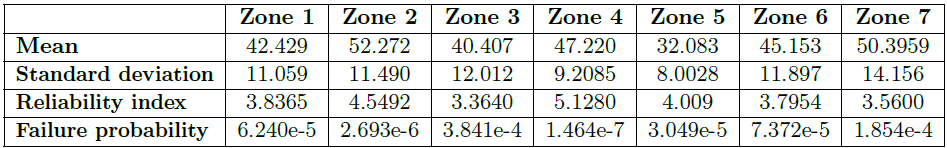 Zone 1 Zone 2 Zone 3 Zone 4 Zone 5 Zone 6 Zone 7
Mean 42.429 52.272 40.407 47.220 32.083 45.153 50.3959
Standard deviation 11.059 11.490 12.012 9.2085 8.0028 11.897 14.156
Reliability index 3.8365 4.5492 3.3640 5.1280 4.009 3.7954 3.5600
Failure probability 6.240e-5 2.693e-6 3.841e-4 1.464e-7 3.049e-5 7.372e-5 1.854e-4